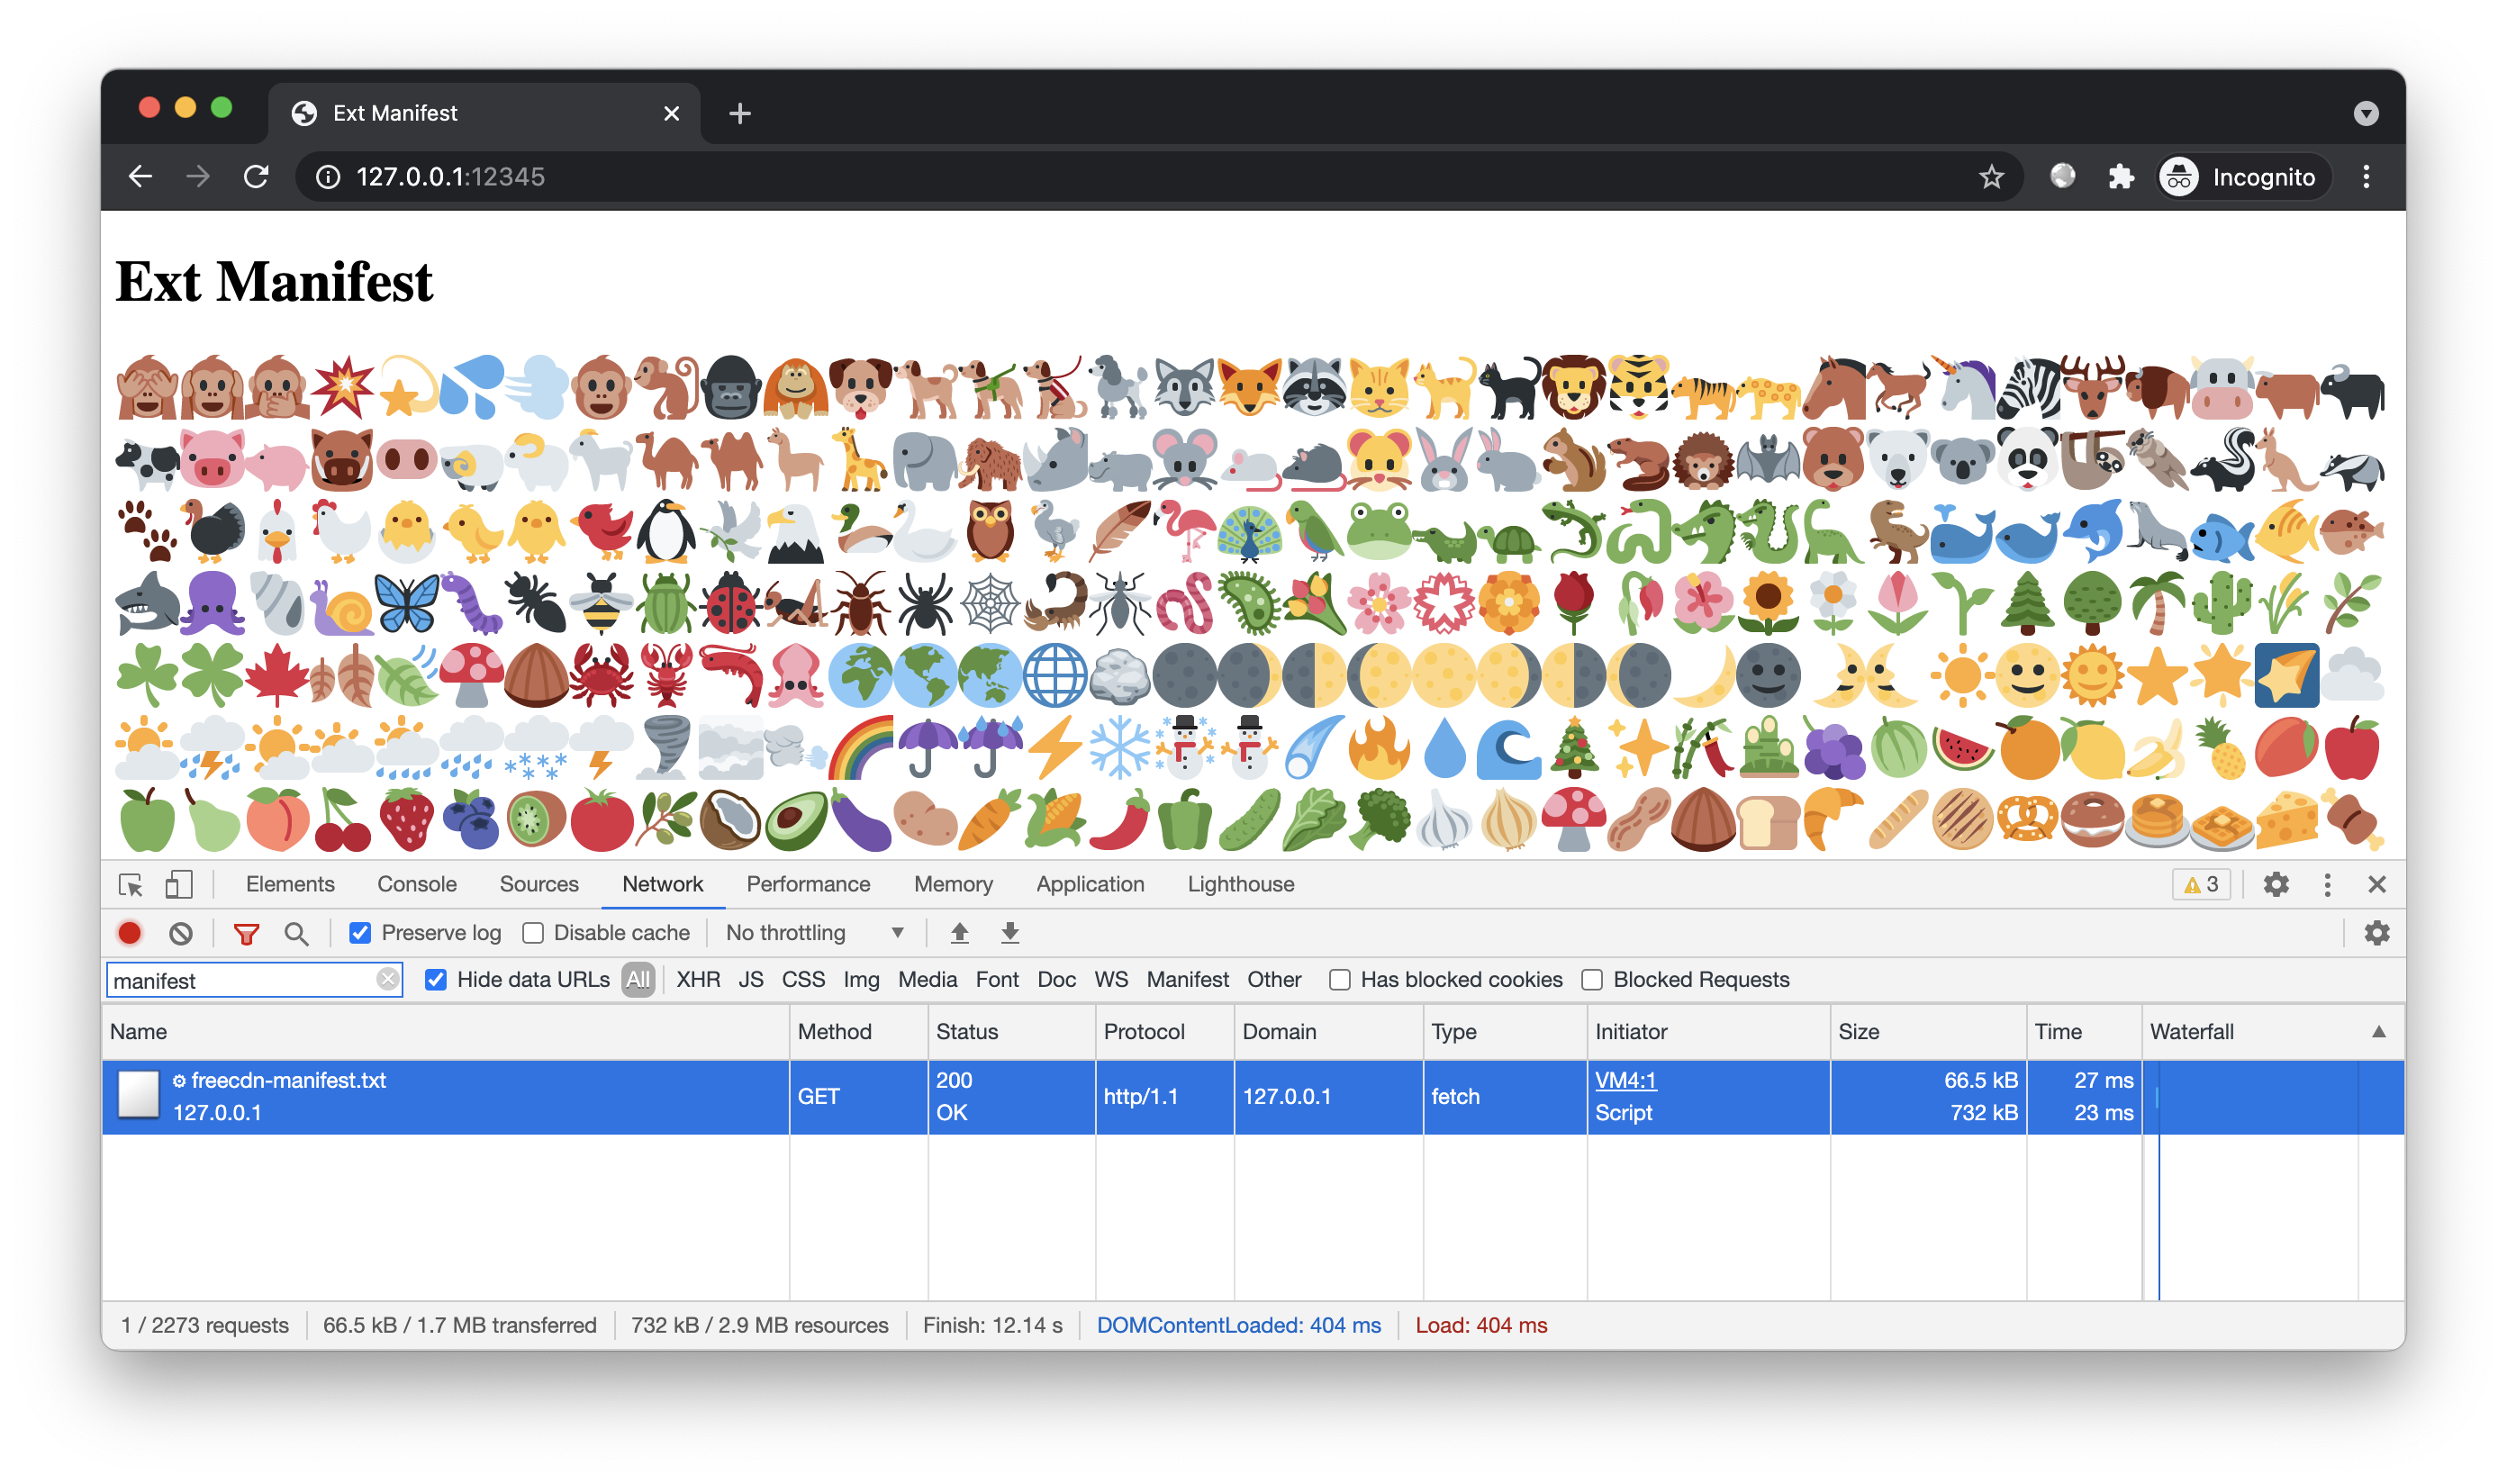 Ext Manifest
127.0.0.1:12345
Incognito
Ext Manifest
Elements Console Sources Network Performance Memory Application Lighthouse 3
Preserve log Disable cache No throttling
manifest Hide data URLs All XHR JS CSS Img Media Font Doc WS Manifest Other Has blocked cookies Blocked Requests
Name Method Status Protocol Domain Type Initiator Size Time Waterfall
freecdn-manifest.txt 200 VM4:1 66.5 kB 27 ms
GET http/1.1 127.0.0.1 fetch
127.0.0.1 OK Script 732 kB 23 ms
1 / 2273 requests 66.5 kB / 1.7 MB transferred 732 kB / 2.9 MB resources Finish: 12.14 s DOMContentLoaded: 404 ms Load: 404 ms